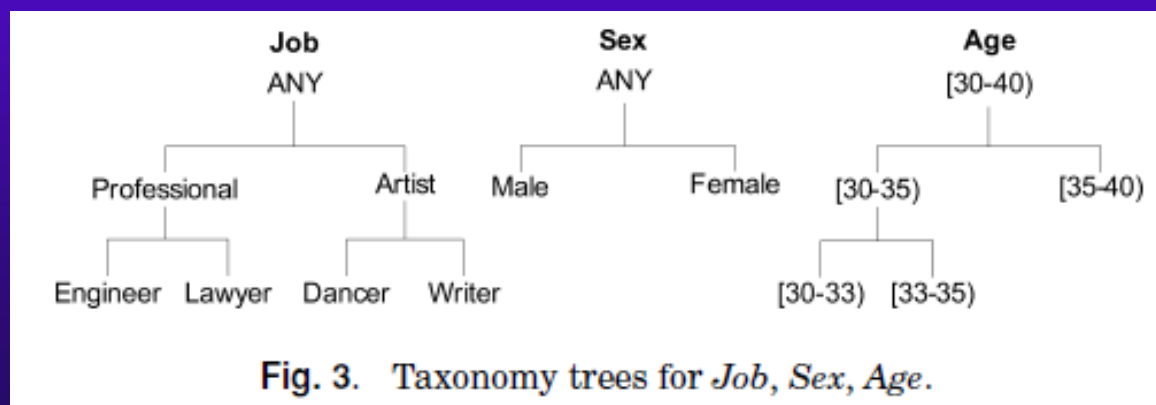 Job Sex Age
ANY ANY [30-40)
Professional Artist Male Female [30-35) [35-40)
Engineer Lawyer Dancer Writer [30-33) [33-35)
Fig. 3. Taxonomy trees for Job, Sex, Age.